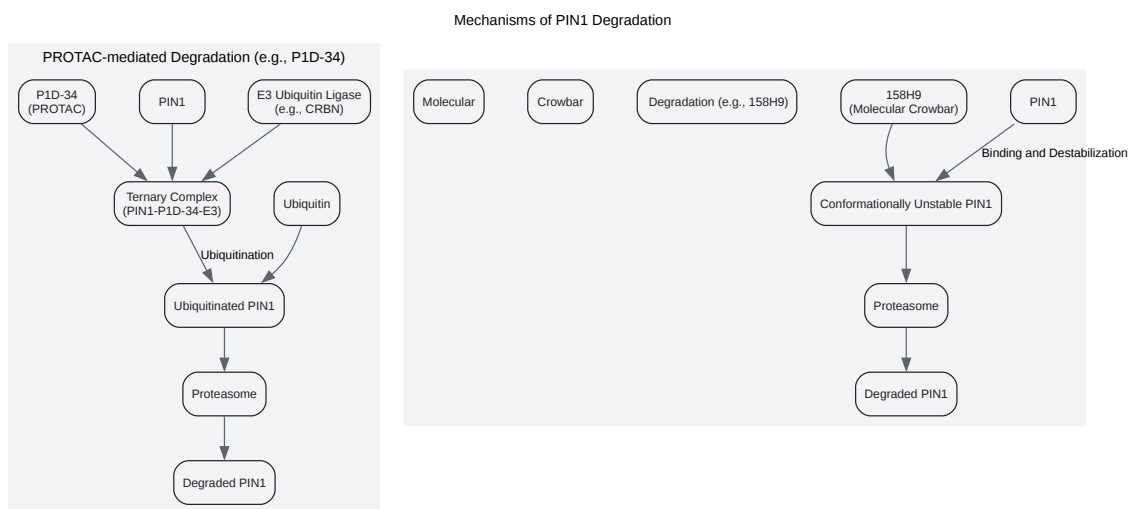 Mechanisms of PIN1 Degradation
PROTAC-mediated Degradation (e.g., P1D-34)
P1D-34
(PROTAC)
PIN1
E3 Ubiquitin Ligase
(e.g., CRBN)
Ternary Complex
(PIN1-P1D-34-E3)
Ubiquitin
Ubiquitination
Ubiquitinated PIN1
Proteasome
Degraded PIN1
Molecular
Crowbar
Degradation (e.g., 158H9)
158H9
(Molecular Crowbar)
PIN1
Binding and Destabilization
Conformationally Unstable PIN1
Proteasome
Degraded PIN1